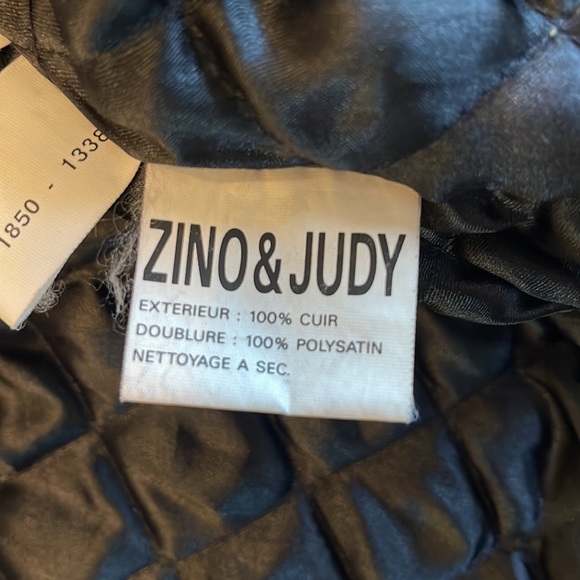 1850 - 1338
ZINO & JUDY
EXTERIEUR : 100% CUIR
DOUBLURE : 100% POLYSATIN
NETTOYAGE A SEC.